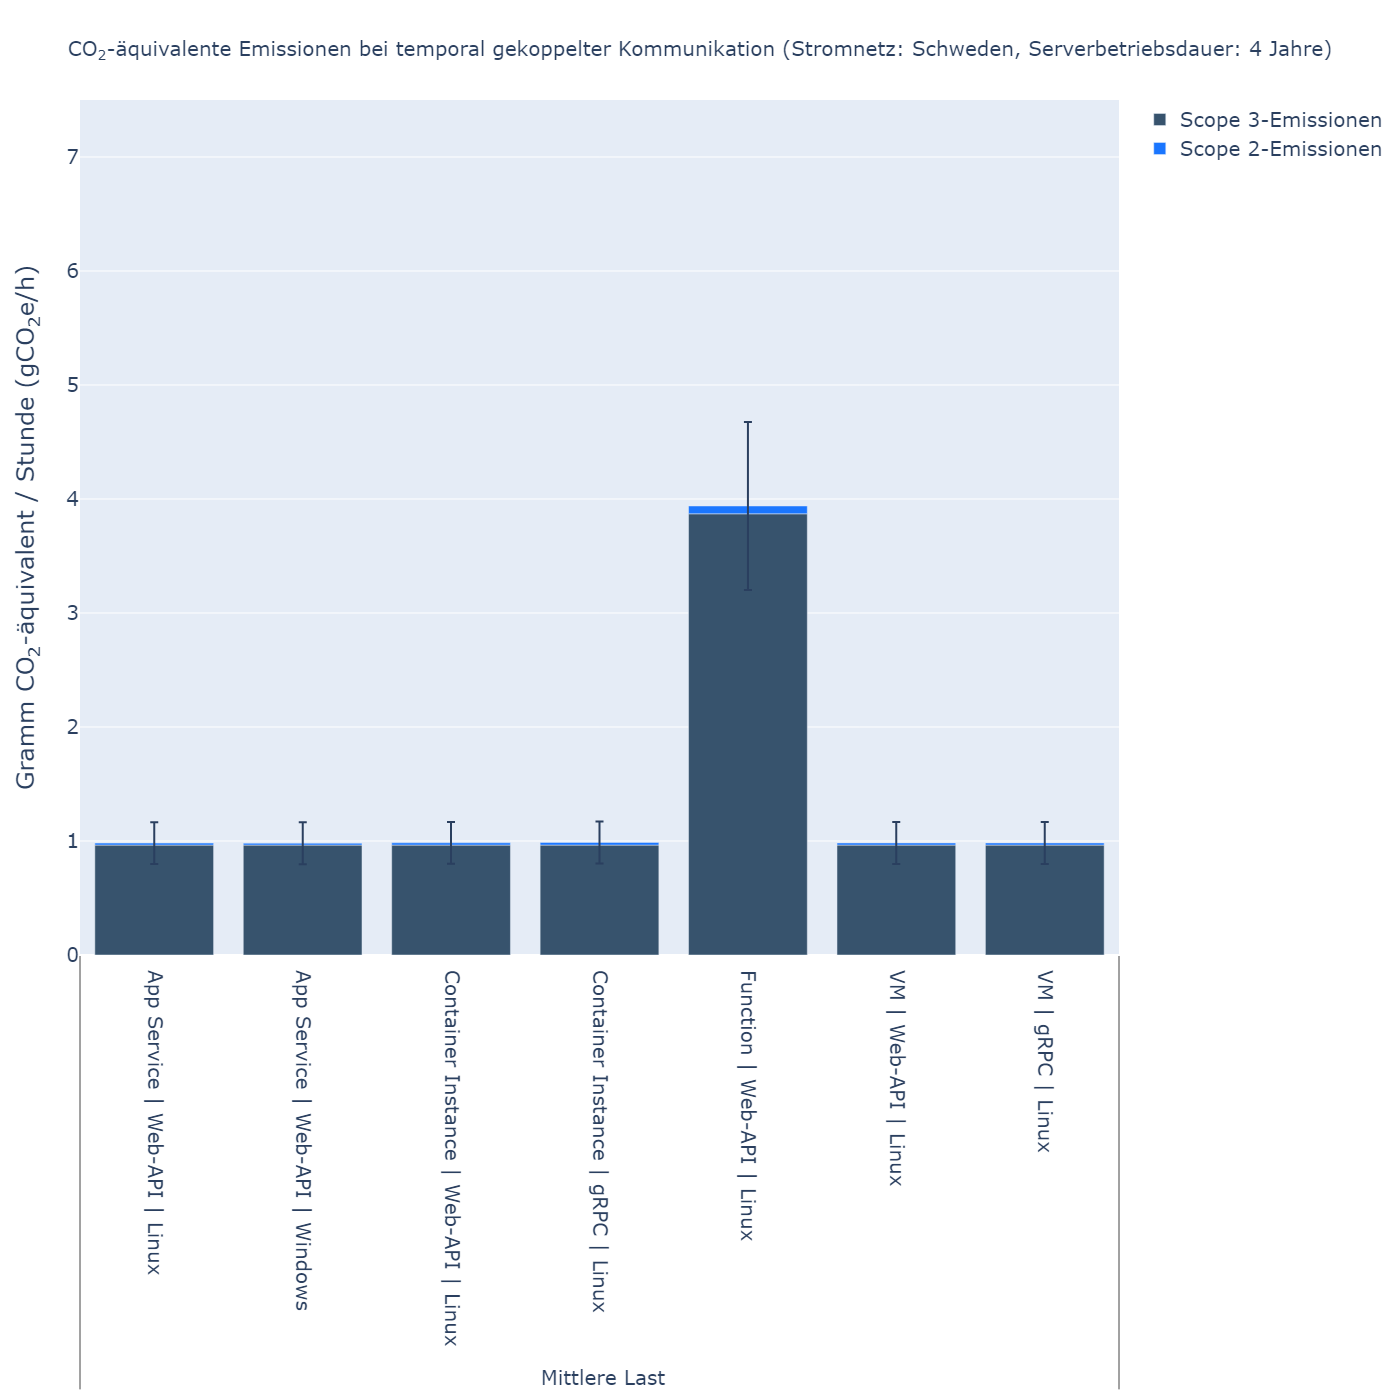 CO₂-äquivalente Emissionen bei temporal gekoppelter Kommunikation (Stromnetz: Schweden, Serverbetriebsdauer: 4 Jahre)
Scope 3-Emissionen
Scope 2-Emissionen
Gramm CO₂-äquivalent / Stunde (gCO₂e/h)
7
6
5
4
3
2
1
0
App Service | Web-API | Linux
App Service | Web-API | Windows
Container Instance | Web-API | Linux
Container Instance | gRPC | Linux
Function | Web-API | Linux
VM | Web-API | Linux
VM | gRPC | Linux
Mittlere Last